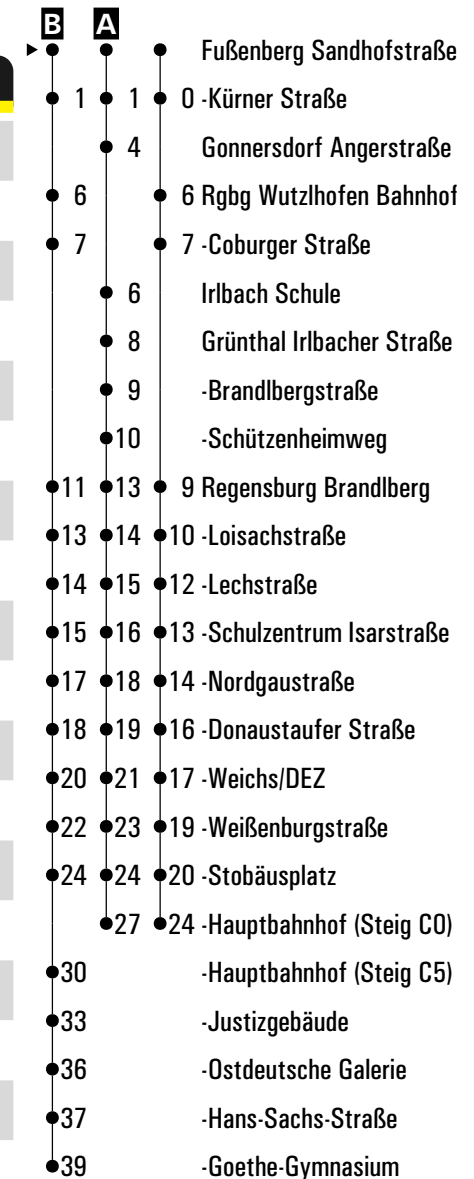 B A
Fußenberg Sandhofstraße
1 1 0 -Kürner Straße
4 Gonnersdorf Angerstraße
6 6 Rgbg Wutzlhofen Bahnhof
7 7 -Coburger Straße
6 Irlbach Schule
8 Grünthal Irlbacher Straße
9 -Brandlbergstraße
10 -Schützenheimweg
11 13 9 Regensburg Brandlberg
13 14 10 -Loisachstraße
14 15 12 -Lechstraße
15 16 13 -Schulzentrum Isarstraße
17 18 14 -Nordgaustraße
18 19 16 -Donaustaufer Straße
20 21 17 -Weichs/DEZ
22 23 19 -Weißenburgstraße
24 24 20 -Stobäusplatz
27 24 -Hauptbahnhof (Steig C0)
30 -Hauptbahnhof (Steig C5)
33 -Justizgebäude
36 -Ostdeutsche Galerie
37 -Hans-Sachs-Straße
39 -Goethe-Gymnasium